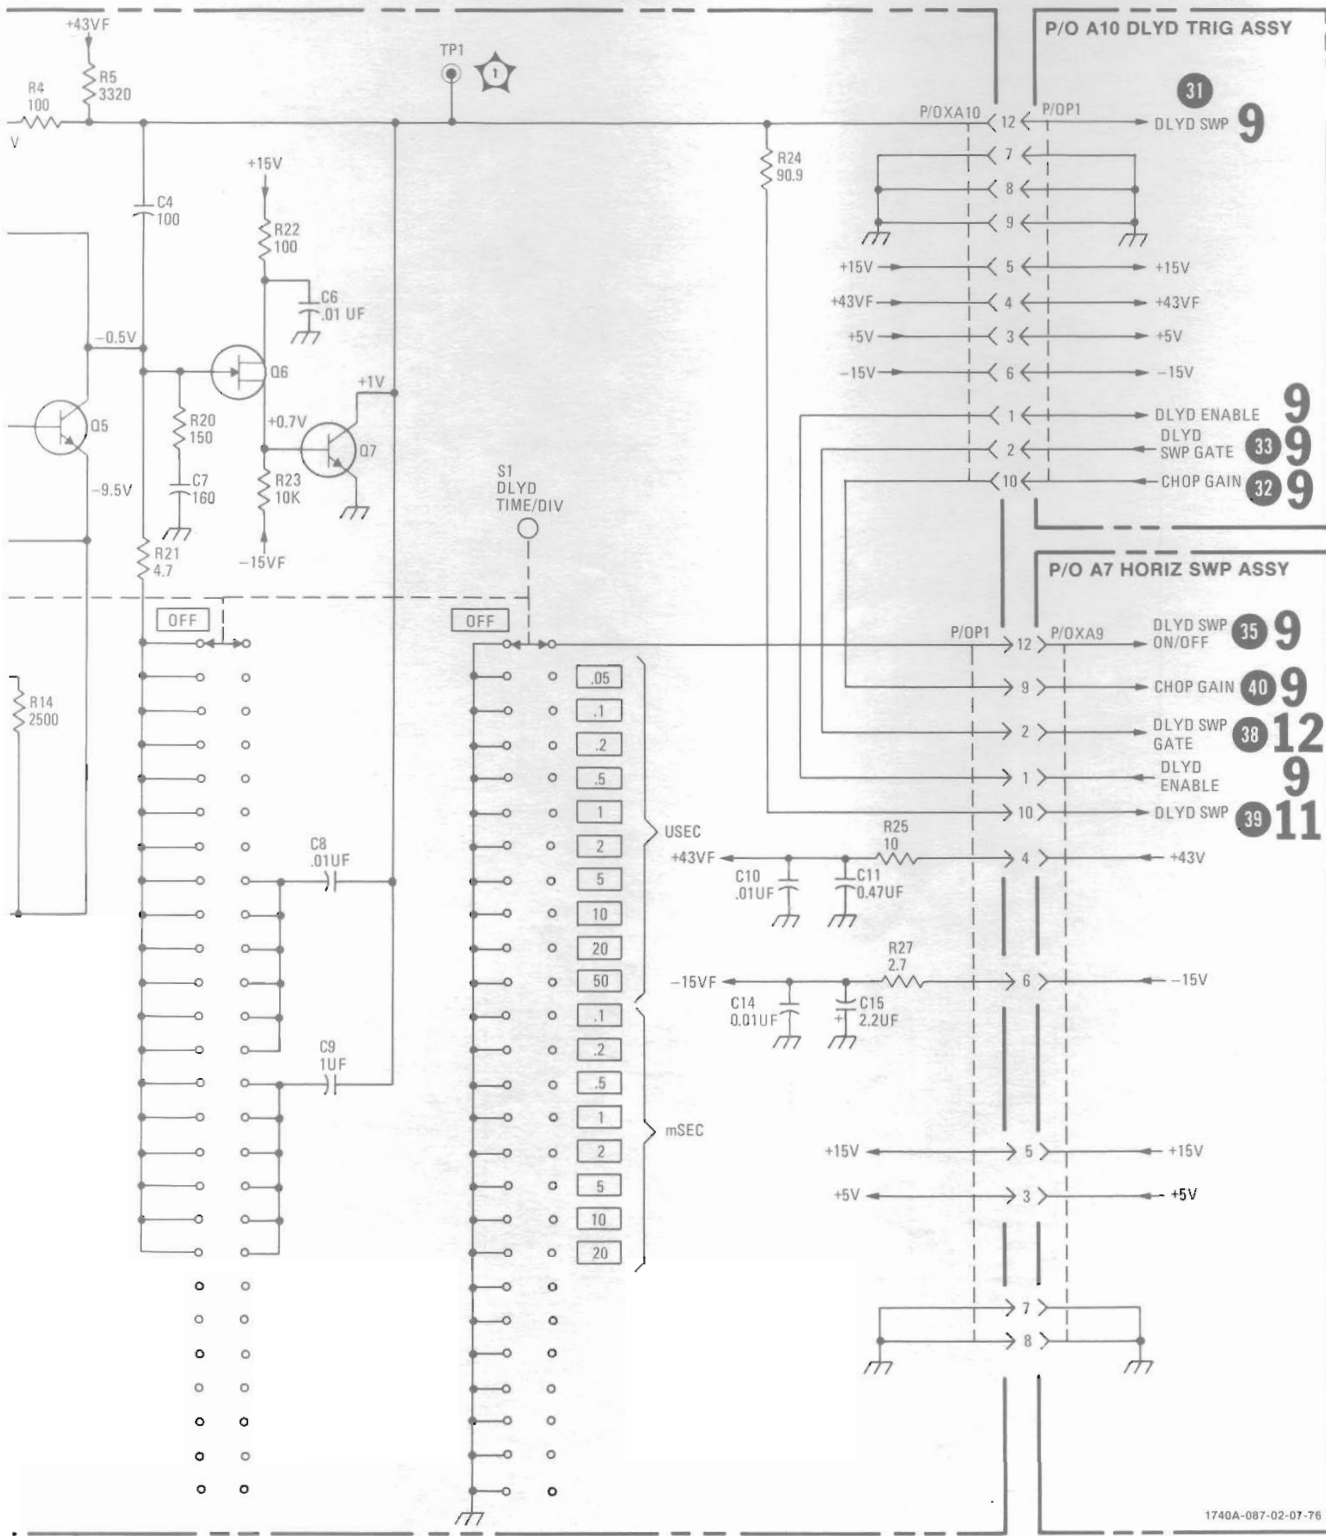 +43VF
R5
3320
R4
100
V
TP1
1
P/O A10 DLYD TRIG ASSY
31
P/OXA10
12
P/OP1
DLYD SWP 9
7
8
9
R24
90.9
+15V
R22
100
C4
100
C6
.01 UF
+15V
5
+15V
+43VF
4
+43VF
+5V
3
+5V
-15V
6
-15V
-0.5V
Q6
+1V
Q5
R20
150
+0.7V
Q7
1
DLYD ENABLE 9
2
DLYD
SWP GATE 33 9
10
CHOP GAIN 32 9
-9.5V
C7
160
R23
10K
-15VF
S1
DLYD
TIME/DIV
R21
4.7
P/O A7 HORIZ SWP ASSY
OFF
OFF
P/OP1
12
P/OXA9
DLYD SWP
ON/OFF
35 9
R14
2500
.05
.1
.2
.5
1
2
5
10
20
50
USEC
.1
.2
.5
1
2
5
10
20
mSEC
9
CHOP GAIN 40 9
2
DLYD SWP
GATE
38 12
1
DLYD
ENABLE
9
10
DLYD SWP 39 11
C8
.01UF
C9
1UF
+43VF
R25
10
4
+43V
C10
.01UF
C11
0.47UF
-15VF
R27
2.7
6
-15V
C14
0.01UF
+
C15
2.2UF
+15V
5
+15V
+5V
3
+5V
7
8
1740A-087-02-07-76